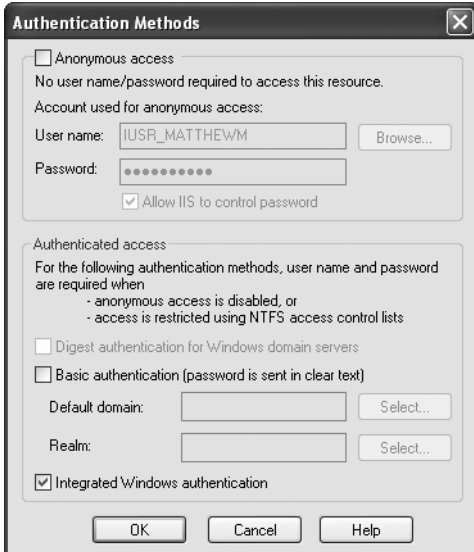 Authentication Methods
Anonymous access
No user name/password required to access this resource.
Account used for anonymous access:
User name: IUSR_MATTHEWM Browse...
Password: ●●●●●●●●●●
Allow IIS to control password
Authenticated access
For the following authentication methods, user name and password
are required when
- anonymous access is disabled, or
- access is restricted using NTFS access control lists
Digest authentication for Windows domain servers
Basic authentication (password is sent in clear text)
Default domain: Select...
Realm: Select...
Integrated Windows authentication
OK Cancel Help